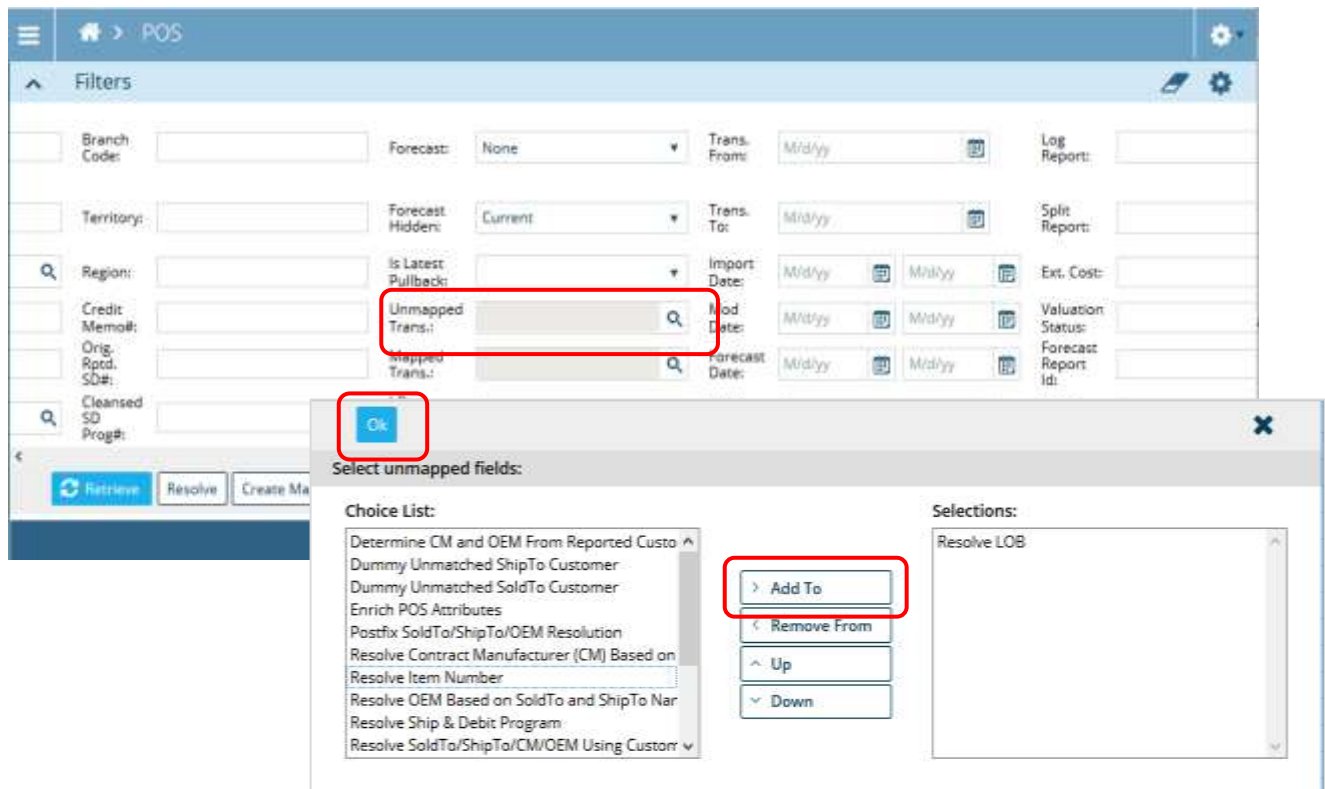 POS
Filters
Branch Code:
Forecast:
None
Trans. From:
M/d/yy
Log Report:
Territory:
Forecast Hidden:
Current
Trans. To:
M/d/yy
Split Report:
Region:
Is Latest Pullback:
Import Date:
M/d/yy
M/d/yy
Ext. Cost:
Credit Memo#:
Unmapped Trans.:
Mod Date:
M/d/yy
M/d/yy
Valuation Status:
Orig. Rptd. SD#:
Mapped Trans.:
Forecast Date:
M/d/yy
M/d/yy
Forecast Report Id:
Cleansed SD Prog#:
Retrieve
Resolve
Create Ma
Ok
Select unmapped fields:
Choice List:
Determine CM and OEM From Reported Custo
Dummy Unmatched ShipTo Customer
Dummy Unmatched SoldTo Customer
Enrich POS Attributes
Postfix SoldTo/ShipTo/OEM Resolution
Resolve Contract Manufacturer (CM) Based on
Resolve Item Number
Resolve OEM Based on SoldTo and ShipTo Nar
Resolve Ship & Debit Program
Resolve SoldTo/ShipTo/CM/OEM Using Custom
> Add To
< Remove From
^ Up
Down
Selections:
Resolve LOB